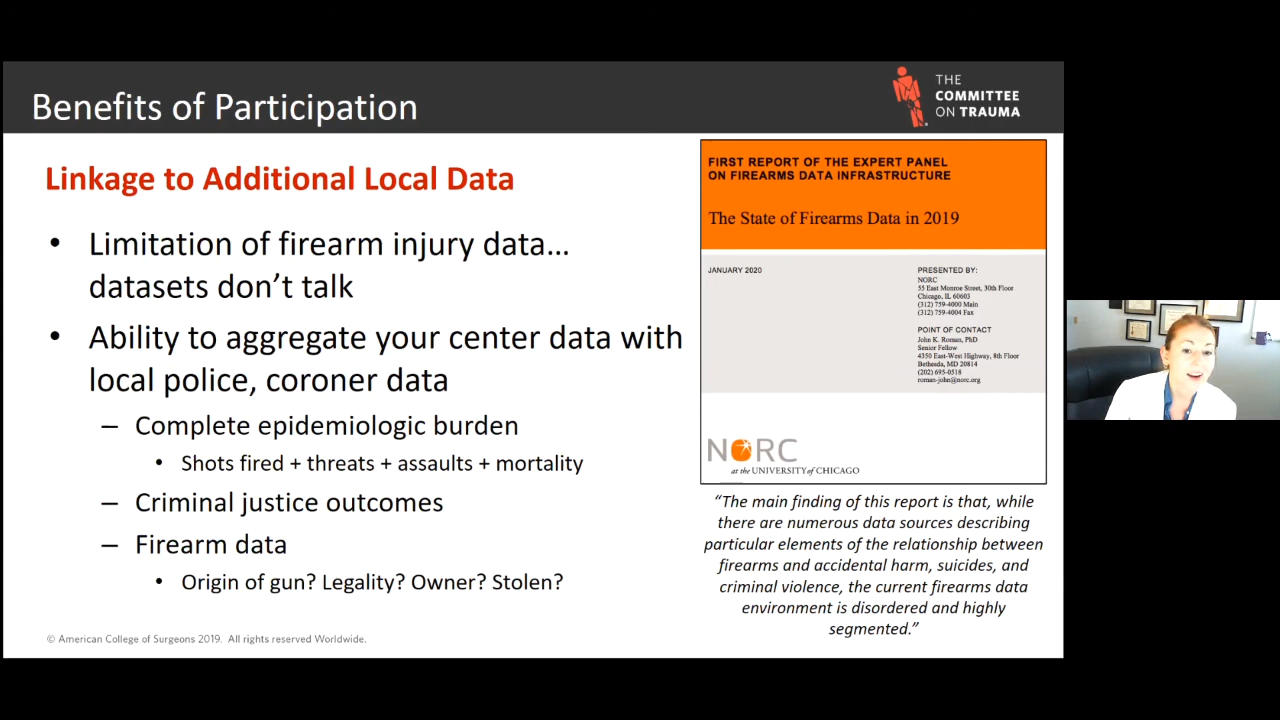 Benefits of Participation
THE
COMMITTEE
ON TRAUMA
Linkage to Additional Local Data
• Limitation of firearm injury data…
datasets don’t talk
• Ability to aggregate your center data with
local police, coroner data
– Complete epidemiologic burden
• Shots fired + threats + assaults + mortality
– Criminal justice outcomes
– Firearm data
• Origin of gun? Legality? Owner? Stolen?
© American College of Surgeons 2019. All rights reserved Worldwide.
FIRST REPORT OF THE EXPERT PANEL
ON FIREARMS DATA INFRASTRUCTURE
The State of Firearms Data in 2019
JANUARY 2020
PRESENTED BY:
NORC
55 East Monroe Street, 30th Floor
Chicago, IL 60603
(312) 759-4000 Main
(312) 759-4004 Fax
POINT OF CONTACT
John K. Roman, PhD
Senior Fellow
4350 East-West Highway, 8th Floor
Bethesda, MD 20814
(202) 695-0518
roman-john@norc.org
NORC
at the UNIVERSITY of CHICAGO
“The main finding of this report is that, while
there are numerous data sources describing
particular elements of the relationship between
firearms and accidental harm, suicides, and
criminal violence, the current firearms data
environment is disordered and highly
segmented.”